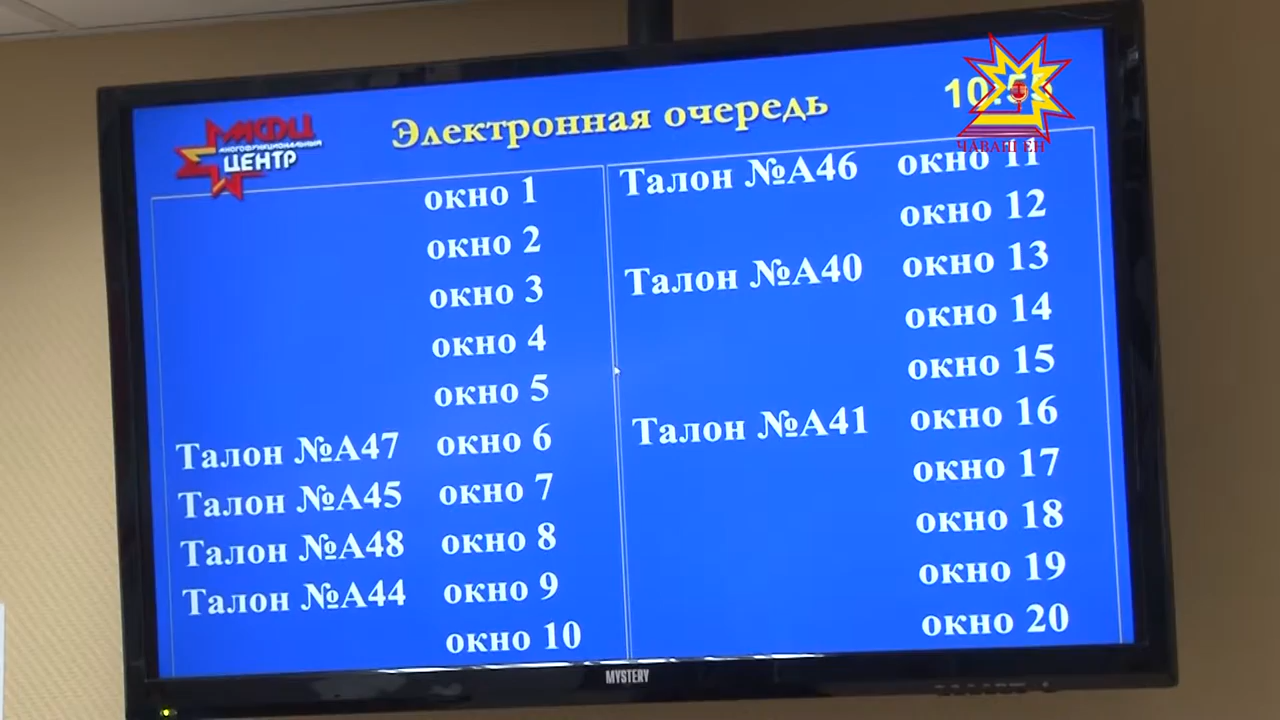 МФЦ
МНОГОФУНКЦИОНАЛЬНЫЙ
ЦЕНТР
Электронная очередь
ЧӐВАШ ЕН
окно 1
окно 2
окно 3
окно 4
окно 5
Талон №А47 окно 6
Талон №А45 окно 7
Талон №А48 окно 8
Талон №А44 окно 9
окно 10
Талон №А46 окно 11
окно 12
Талон №А40 окно 13
окно 14
окно 15
Талон №А41 окно 16
окно 17
окно 18
окно 19
окно 20
MYSTERY